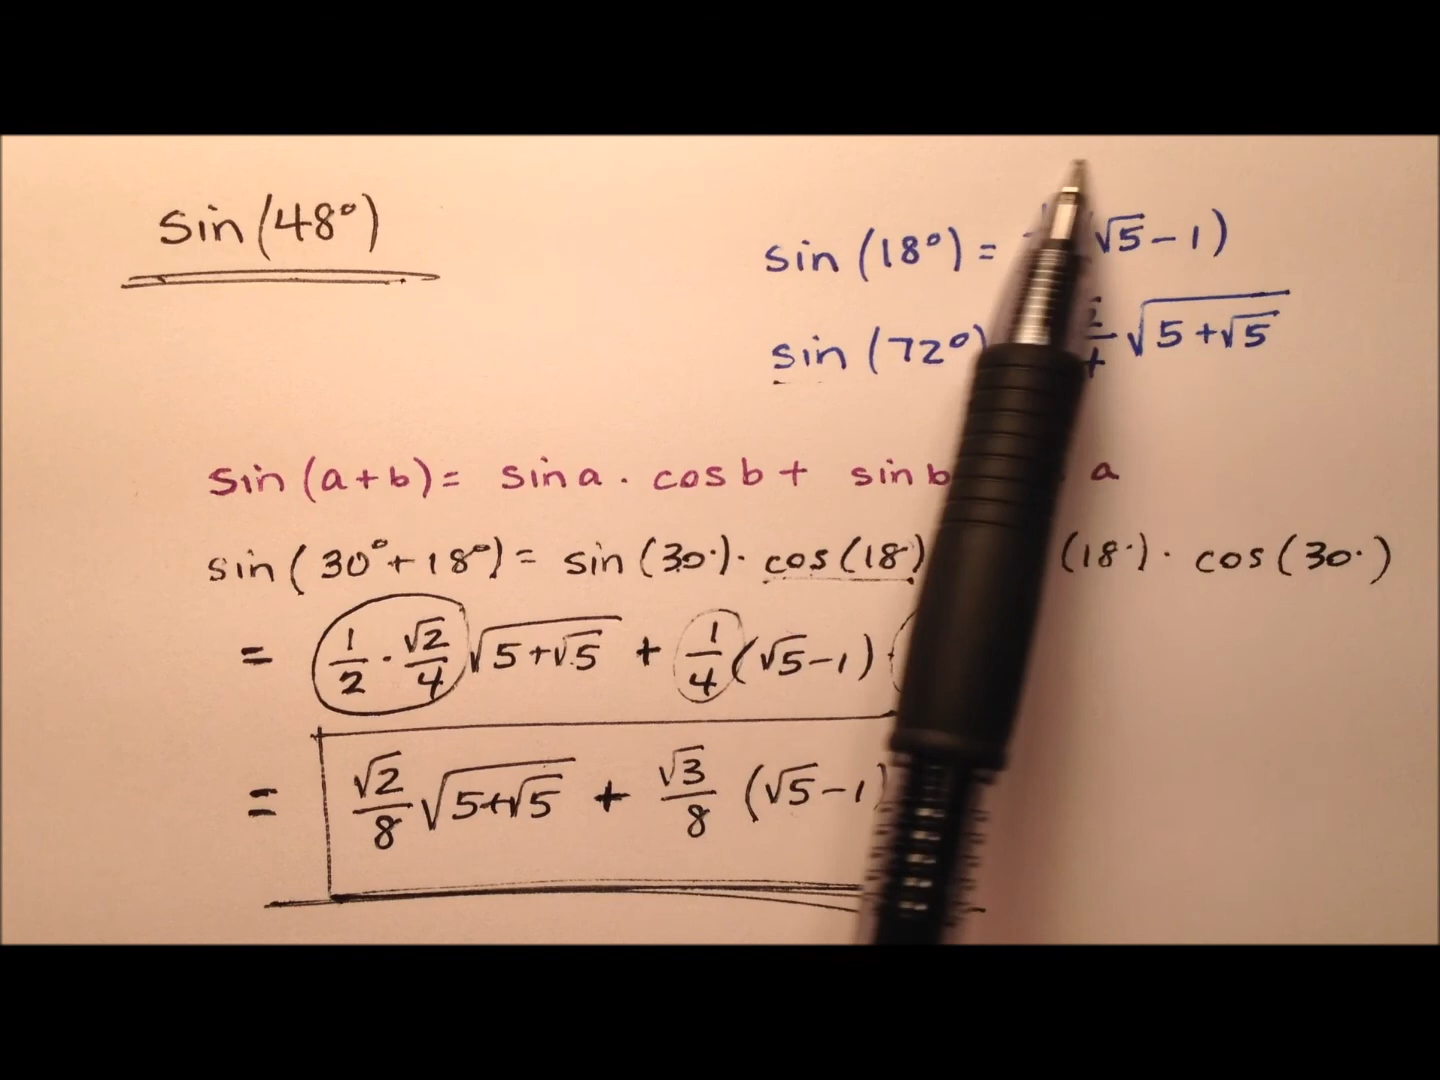 sin(48°)
sin(18°) = (√5 - 1)
sin(72°) √(5 + √5)
sin(a+b) = sin a · cos b + sin b a
sin(30° + 18°) = sin(30°) · cos(18) (18°) · cos(30°)
= 1/2 · √2/4 √(5 + √5) + 1/4 (√5 - 1)
= √2/8 √(5 + √5) + √3/8 (√5 - 1)